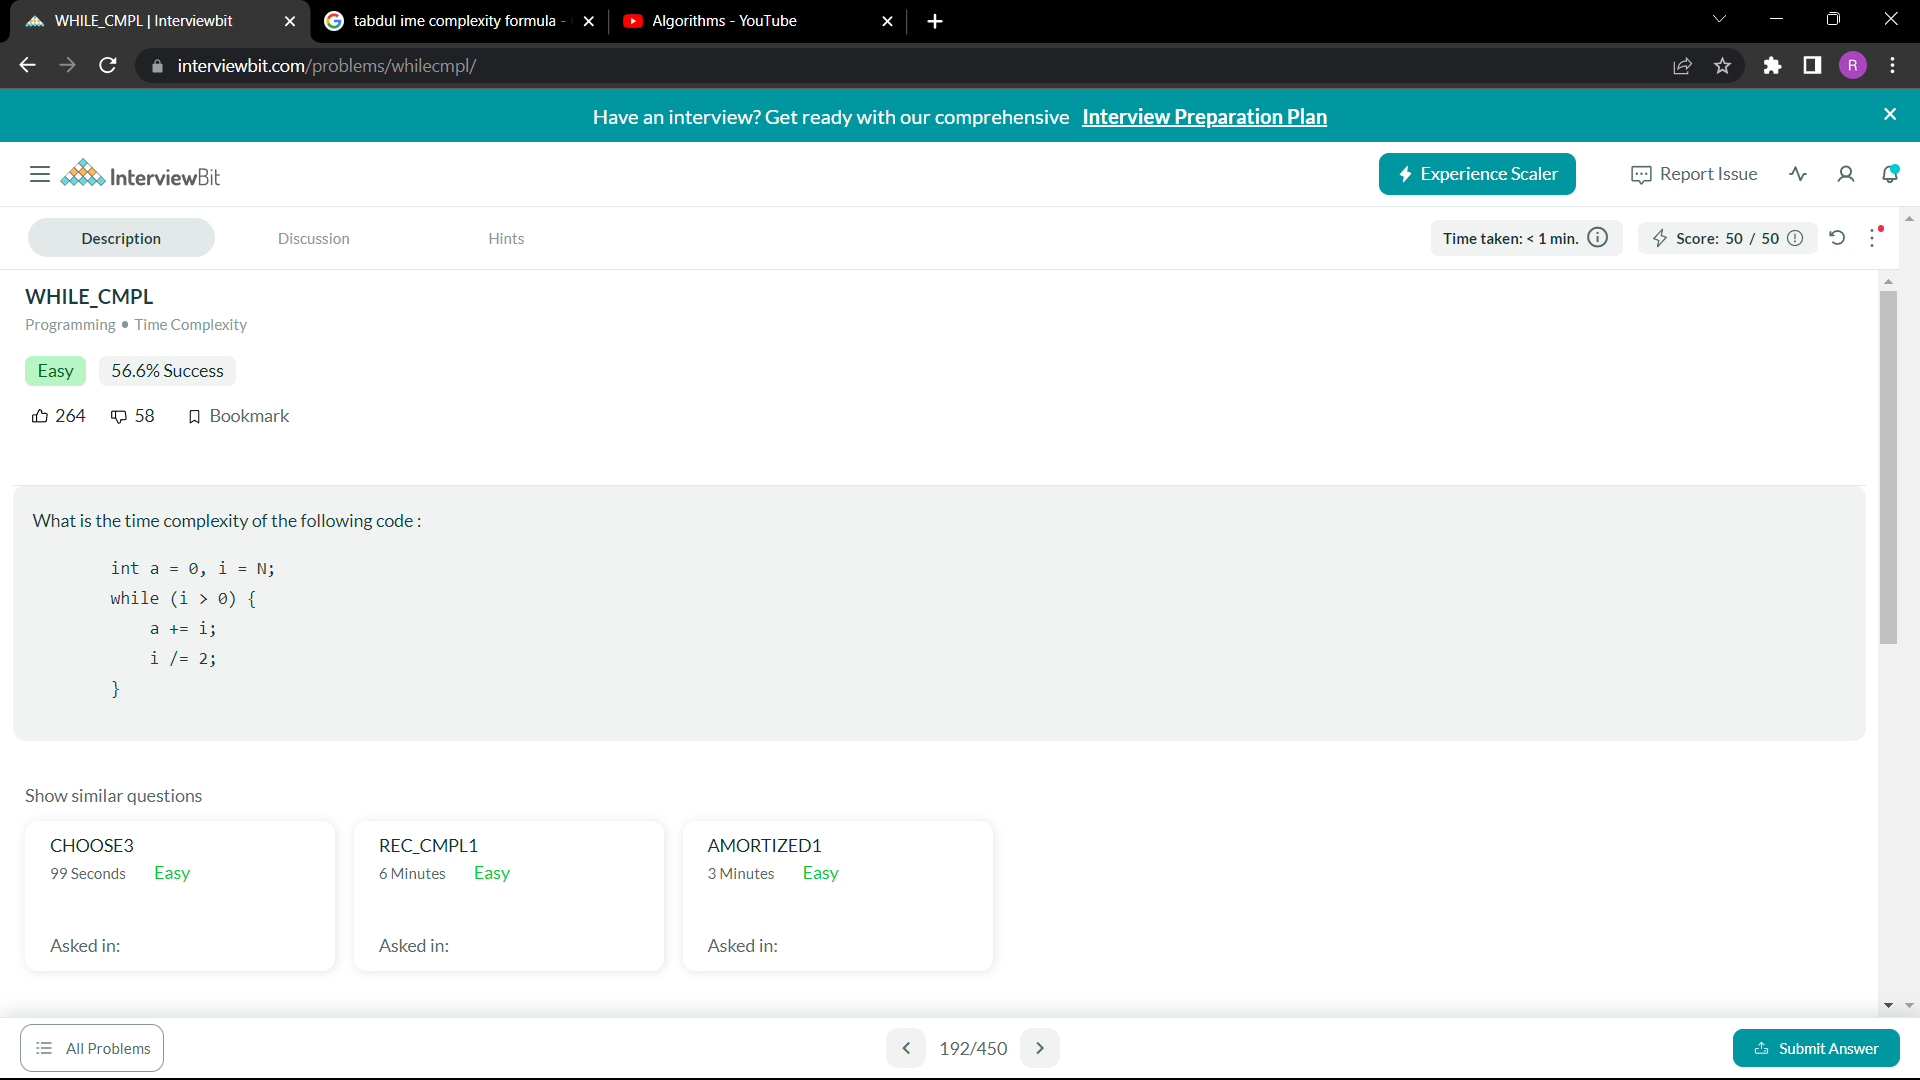 WHILE_CMPL | Interviewbit
tabdul ime complexity formula -
Algorithms - YouTube
interviewbit.com/problems/whilecmpl/
R
Have an interview? Get ready with our comprehensive Interview Preparation Plan
InterviewBit
Experience Scaler
Report Issue
Description
Discussion
Hints
Time taken: < 1 min.
Score: 50 / 50
WHILE_CMPL
Programming • Time Complexity
Easy
56.6% Success
264
58
Bookmark
What is the time complexity of the following code :
int a = 0, i = N;
while (i > 0) {
a += i;
i /= 2;
}
Show similar questions
CHOOSE3
99 Seconds Easy
Asked in:
REC_CMPL1
6 Minutes Easy
Asked in:
AMORTIZED1
3 Minutes Easy
Asked in:
All Problems
192/450
Submit Answer